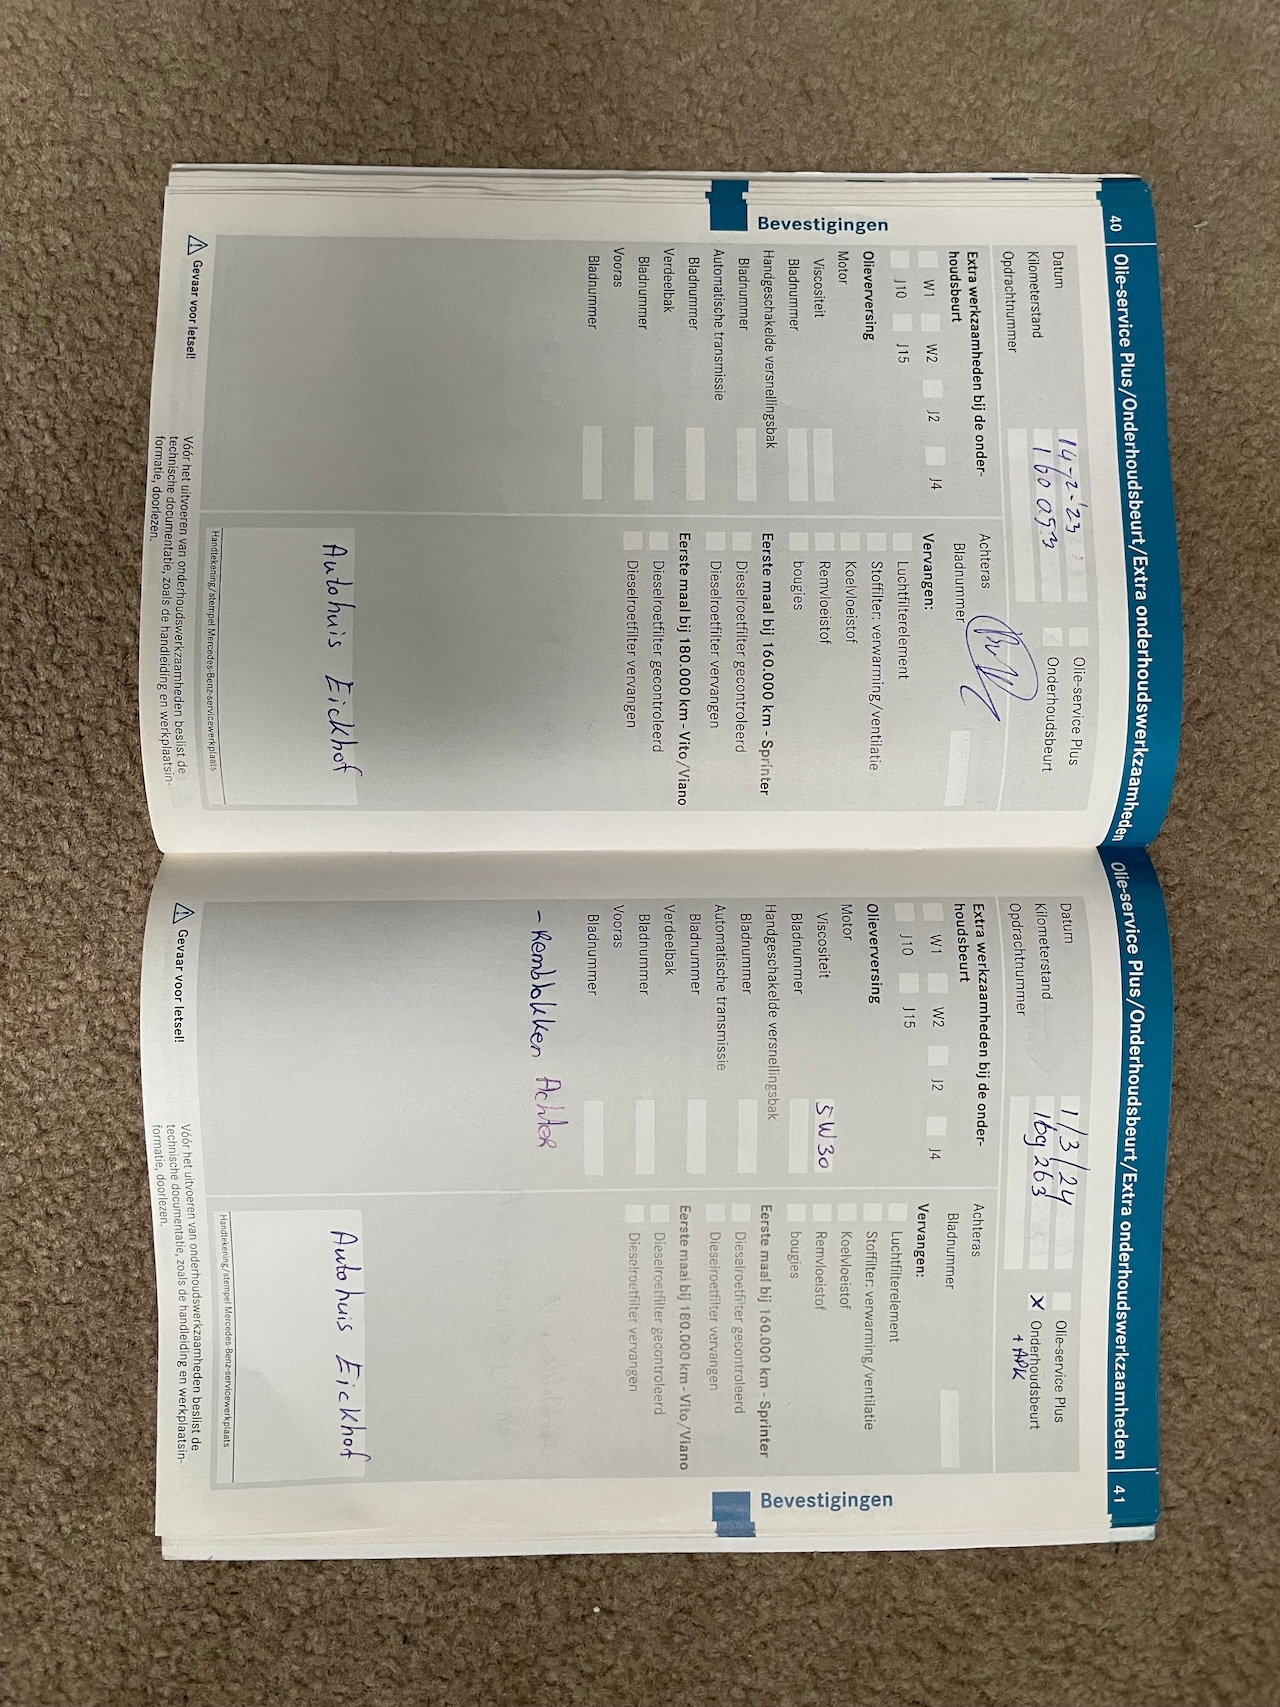 40 Olie-service Plus/Onderhoudsbeurt/Extra onderhoudswerkzaamheden
Bevestigingen
Datum 14-2-'23
Kilometerstand 160 053
Opdrachtnummer
Olie-service Plus
Onderhoudsbeurt
Extra werkzaamheden bij de onder-
houdsbeurt
W1 W2 J2 J4
J10 J15
Olieverversing
Motor
Viscositeit
Bladnummer
Handgeschakelde versnellingsbak
Bladnummer
Automatische transmissie
Bladnummer
Verdeelbak
Bladnummer
Vooras
Bladnummer
Achteras
Bladnummer
Vervangen:
Luchtfilterelement
Stoffilter: verwarming/ventilatie
Koelvloeistof
Remvloeistof
bougies
Eerste maal bij 160.000 km - Sprinter
Dieselroetfilter gecontroleerd
Dieselroetfilter vervangen
Eerste maal bij 180.000 km - Vito/Viano
Dieselroetfilter gecontroleerd
Dieselroetfilter vervangen
Autohuis Eickhof
Handtekening/stempel Mercedes-Benz-servicewerkplaats
Gevaar voor letsel!
Vóór het uitvoeren van onderhoudswerkzaamheden beslist de
technische documentatie, zoals de handleiding en werkplaatsin-
formatie, doorlezen.
Olie-service Plus/Onderhoudsbeurt/Extra onderhoudswerkzaamheden 41
Bevestigingen
Datum 1/3/24
Kilometerstand 169263
Opdrachtnummer
Olie-service Plus
X Onderhoudsbeurt
+ APK
Extra werkzaamheden bij de onder-
houdsbeurt
W1 W2 J2 J4
J10 J15
Olieverversing
Motor
Viscositeit 5W30
Bladnummer
Handgeschakelde versnellingsbak
Bladnummer
Automatische transmissie
Bladnummer
Verdeelbak
Bladnummer
Vooras
Bladnummer
- Remblokken Achter
Achteras
Bladnummer
Vervangen:
Luchtfilterelement
Stoffilter: verwarming/ventilatie
Koelvloeistof
Remvloeistof
bougies
Eerste maal bij 160.000 km - Sprinter
Dieselroetfilter gecontroleerd
Dieselroetfilter vervangen
Eerste maal bij 180.000 km - Vito/Viano
Dieselroetfilter gecontroleerd
Dieselroetfilter vervangen
Autohuis Eickhof
Handtekening/stempel Mercedes-Benz-servicewerkplaats
Gevaar voor letsel!
Vóór het uitvoeren van onderhoudswerkzaamheden beslist de
technische documentatie, zoals de handleiding en werkplaatsin-
formatie, doorlezen.